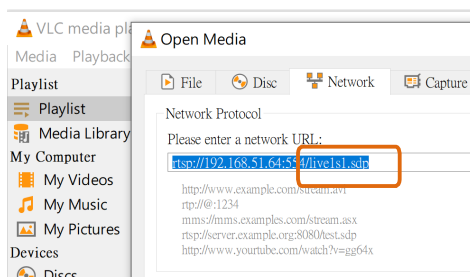 VLC media pla
Open Media
Media Playback
File Disc Network Capture
Playlist
Playlist
Media Library
My Computer
My Videos
My Music
My Pictures
Devices
Discs
Network Protocol
Please enter a network URL:
rtsp://192.168.51.64:554/live1s1.sdp
http://www.example.com/stream.avi
rtp://@:1234
mms://mms.examples.com/stream.asx
rtsp://server.example.org:8080/test.sdp
http://www.yourtube.com/watch?v=gg64x